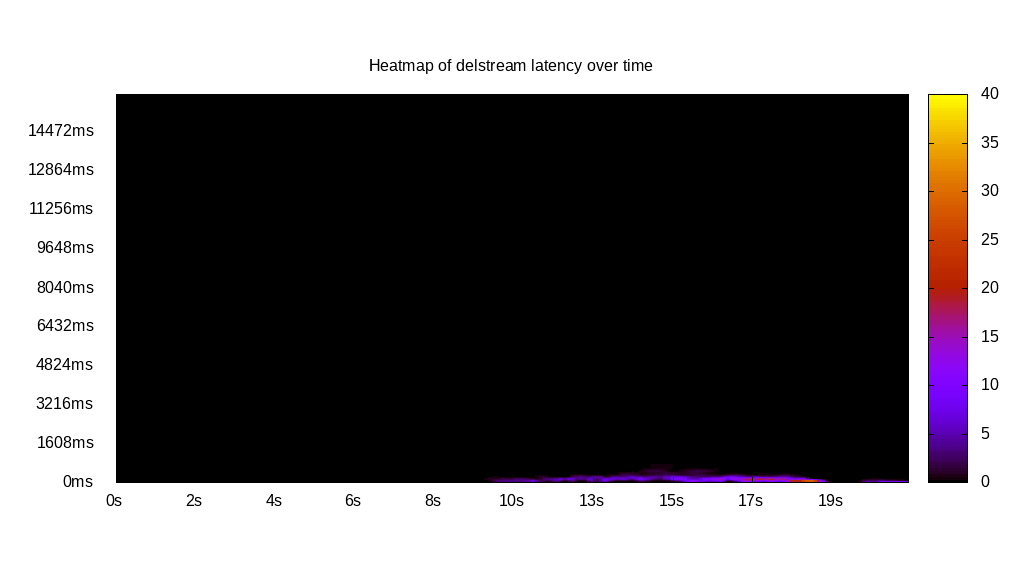 Heatmap of delstream latency over time
14472ms
12864ms
11256ms
9648ms
8040ms
6432ms
4824ms
3216ms
1608ms
0ms
0s 2s 4s 6s 8s 10s 13s 15s 17s 19s
40
35
30
25
20
15
10
5
0